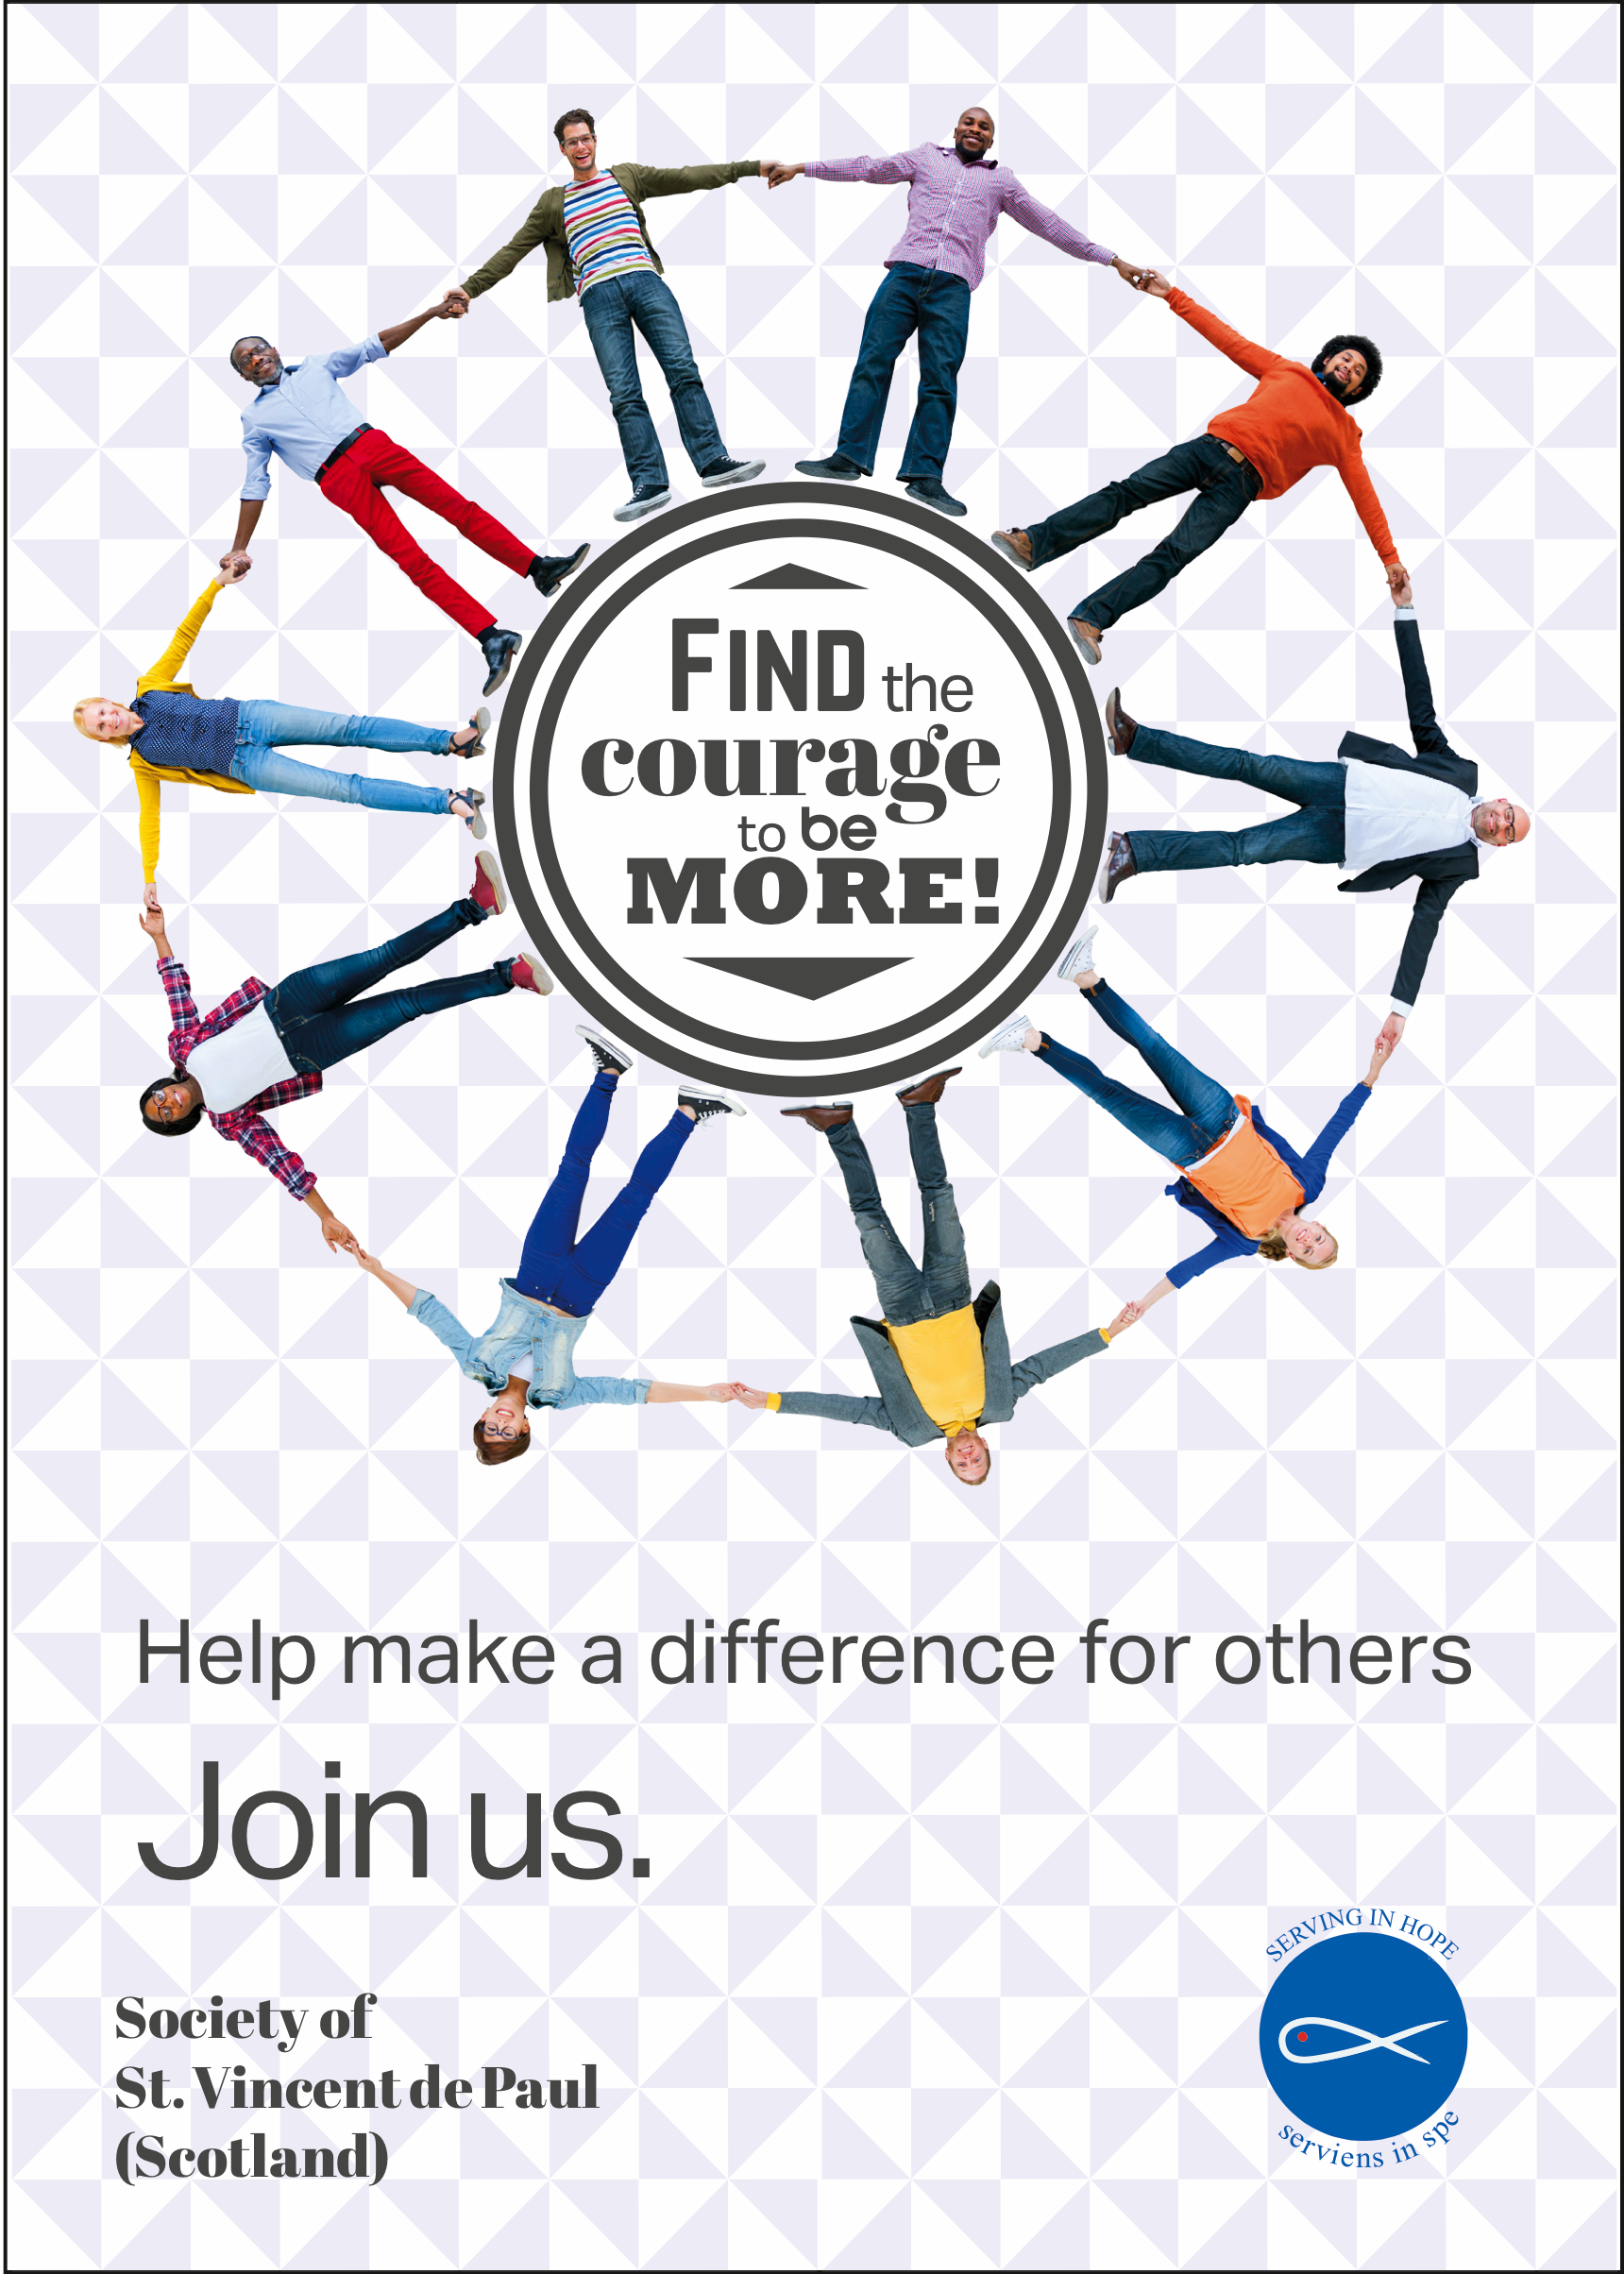 FIND the
courage
to be
MORE!
Help make a difference for others
Join us.
Society of
St. Vincent de Paul
(Scotland)
SERVING IN HOPE
serviens in spe